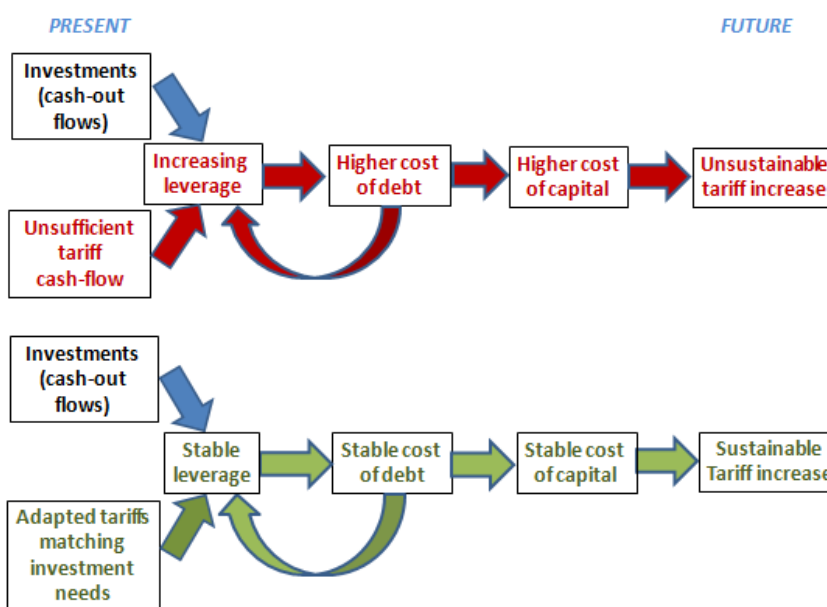 PRESENT
FUTURE
Investments
(cash-out
flows)
Increasing
leverage
Higher cost
of debt
Higher cost
of capital
Unsustainable
tariff increase
Unsufficient
tariff
cash-flow
Investments
(cash-out
flows)
Stable
leverage
Stable cost
of debt
Stable cost
of capital
Sustainable
Tariff increase
Adapted tariffs
matching
investment
needs